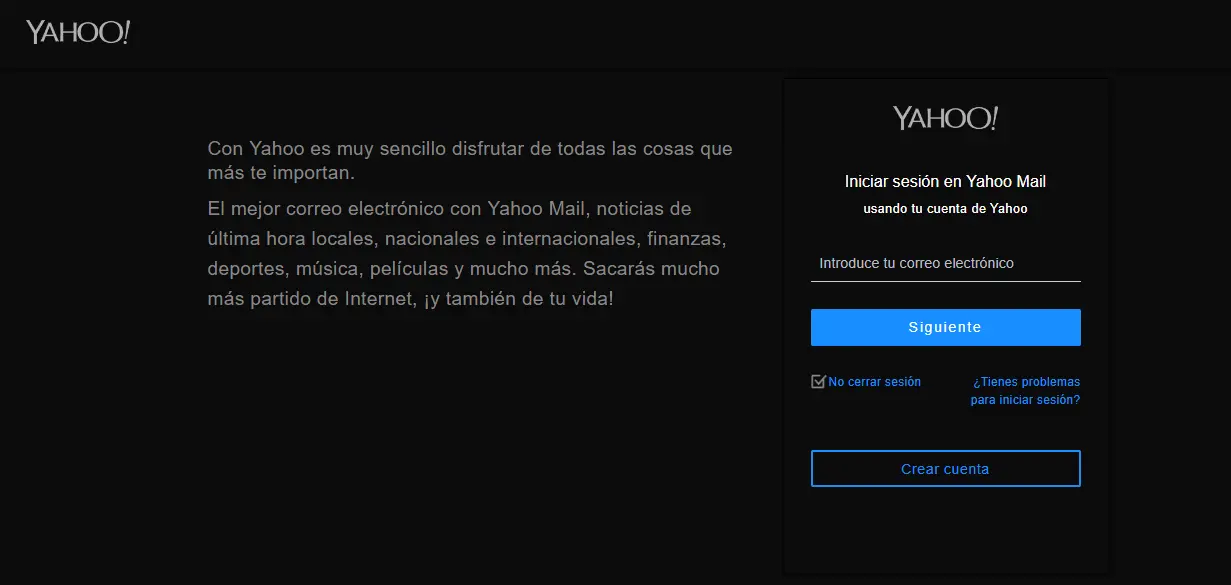 YAHOO!
Con Yahoo es muy sencillo disfrutar de todas las cosas que
más te importan.
El mejor correo electrónico con Yahoo Mail, noticias de
última hora locales, nacionales e internacionales, finanzas,
deportes, música, películas y mucho más. Sacarás mucho
más partido de Internet, ¡y también de tu vida!
YAHOO!
Iniciar sesión en Yahoo Mail
usando tu cuenta de Yahoo
Introduce tu correo electrónico
Siguiente
No cerrar sesión
¿Tienes problemas
para iniciar sesión?
Crear cuenta